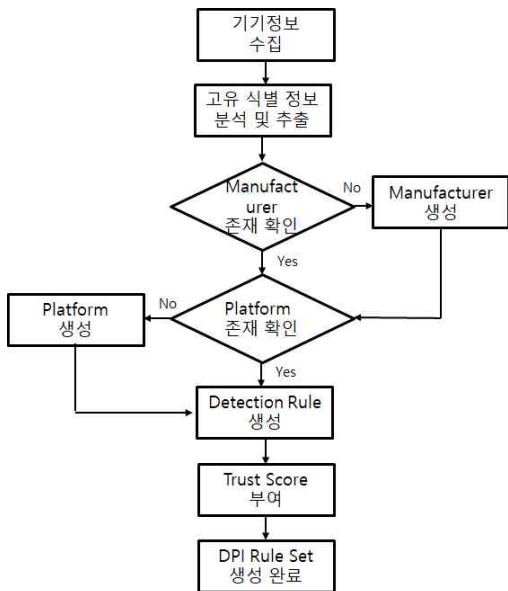 기기정보
수집
고유 식별 정보
분석 및 추출
Manufact
urer
존재 확인
No
Manufacturer
생성
Yes
Platform
존재 확인
No
Platform
생성
Yes
Detection Rule
생성
Trust Score
부여
DPI Rule Set
생성 완료